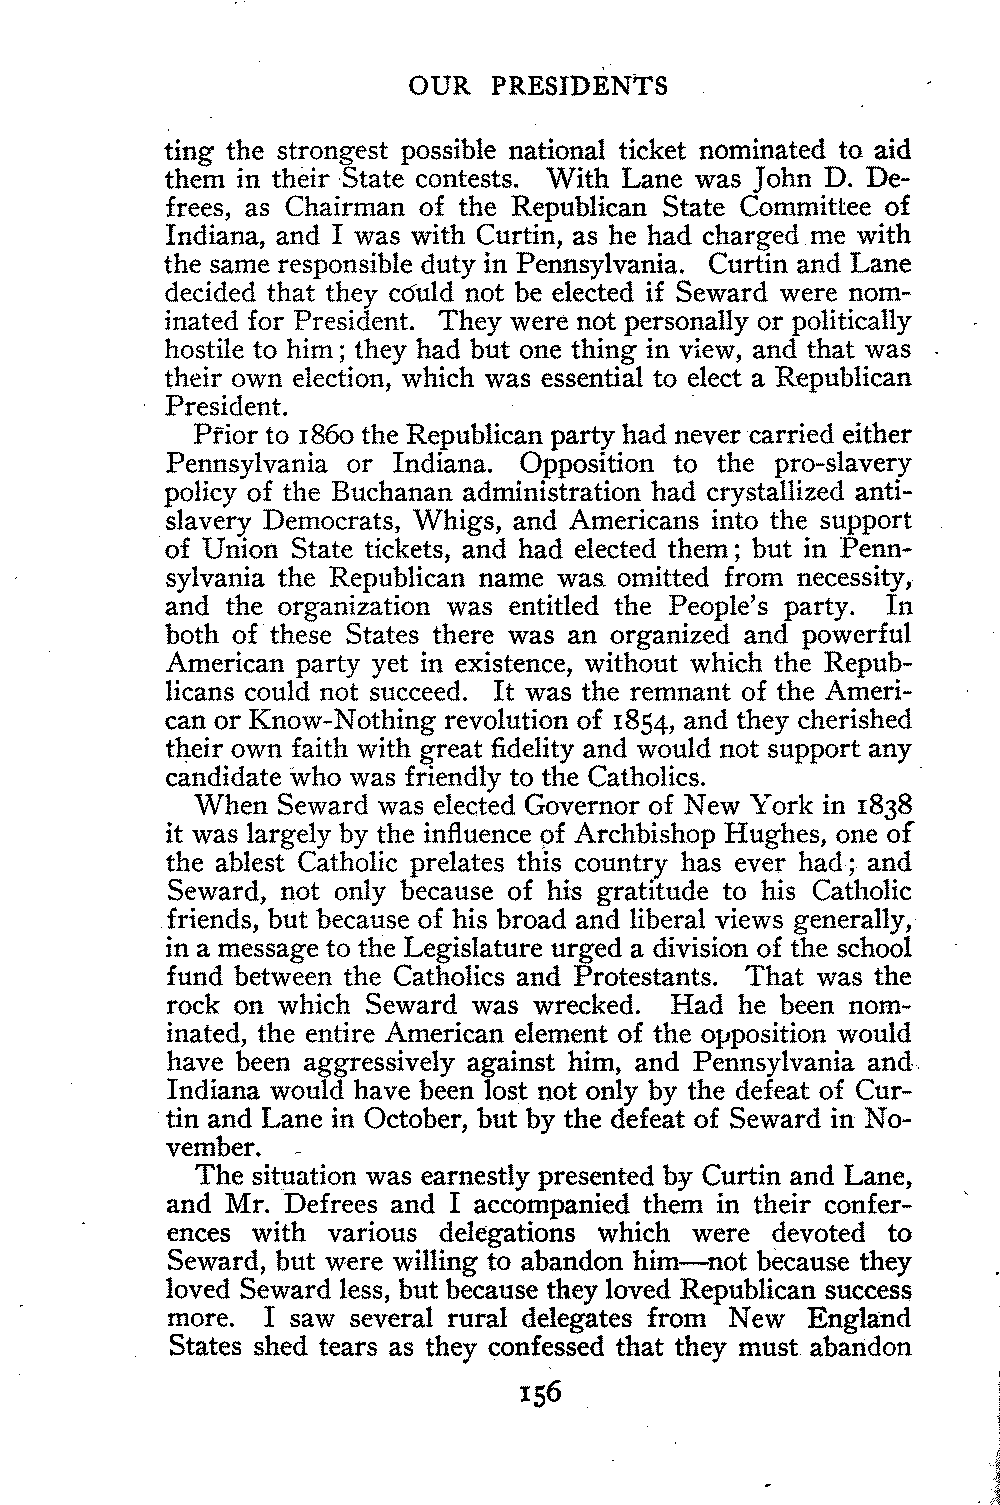 OUR PRESIDENTS
ting the strongest possible national ticket nominated to aid
them in their State contests. With Lane was John D. De-
frees, as Chairman of the Republican State Committee of
Indiana, and I was with Curtin, as he had charged me with
the same responsible duty in Pennsylvania. Curtin and Lane
decided that they could not be elected if Seward were nom-
inated for President. They were not personally or politically
hostile to him; they had but one thing in view, and that was
their own election, which was essential to elect a Republican
President.
Prior to 1860 the Republican party had never carried either
Pennsylvania or Indiana. Opposition to the pro-slavery
policy of the Buchanan administration had crystallized anti-
slavery Democrats, Whigs, and Americans into the support
of Union State tickets, and had elected them; but in Penn-
sylvania the Republican name was omitted from necessity,
and the organization was entitled the People's party. In
both of these States there was an organized and powerful
American party yet in existence, without which the Repub-
licans could not succeed. It was the remnant of the Ameri-
can or Know-Nothing revolution of 1854, and they cherished
their own faith with great fidelity and would not support any
candidate who was friendly to the Catholics.
When Seward was elected Governor of New York in 1838
it was largely by the influence of Archbishop Hughes, one of
the ablest Catholic prelates this country has ever had; and
Seward, not only because of his gratitude to his Catholic
friends, but because of his broad and liberal views generally,
in a message to the Legislature urged a division of the school
fund between the Catholics and Protestants. That was the
rock on which Seward was wrecked. Had he been nom-
inated, the entire American element of the opposition would
have been aggressively against him, and Pennsylvania and
Indiana would have been lost not only by the defeat of Cur-
tin and Lane in October, but by the defeat of Seward in No-
vember.
The situation was earnestly presented by Curtin and Lane,
and Mr. Defrees and I accompanied them in their confer-
ences with various delegations which were devoted to
Seward, but were willing to abandon him—not because they
loved Seward less, but because they loved Republican success
more. I saw several rural delegates from New England
States shed tears as they confessed that they must abandon
156